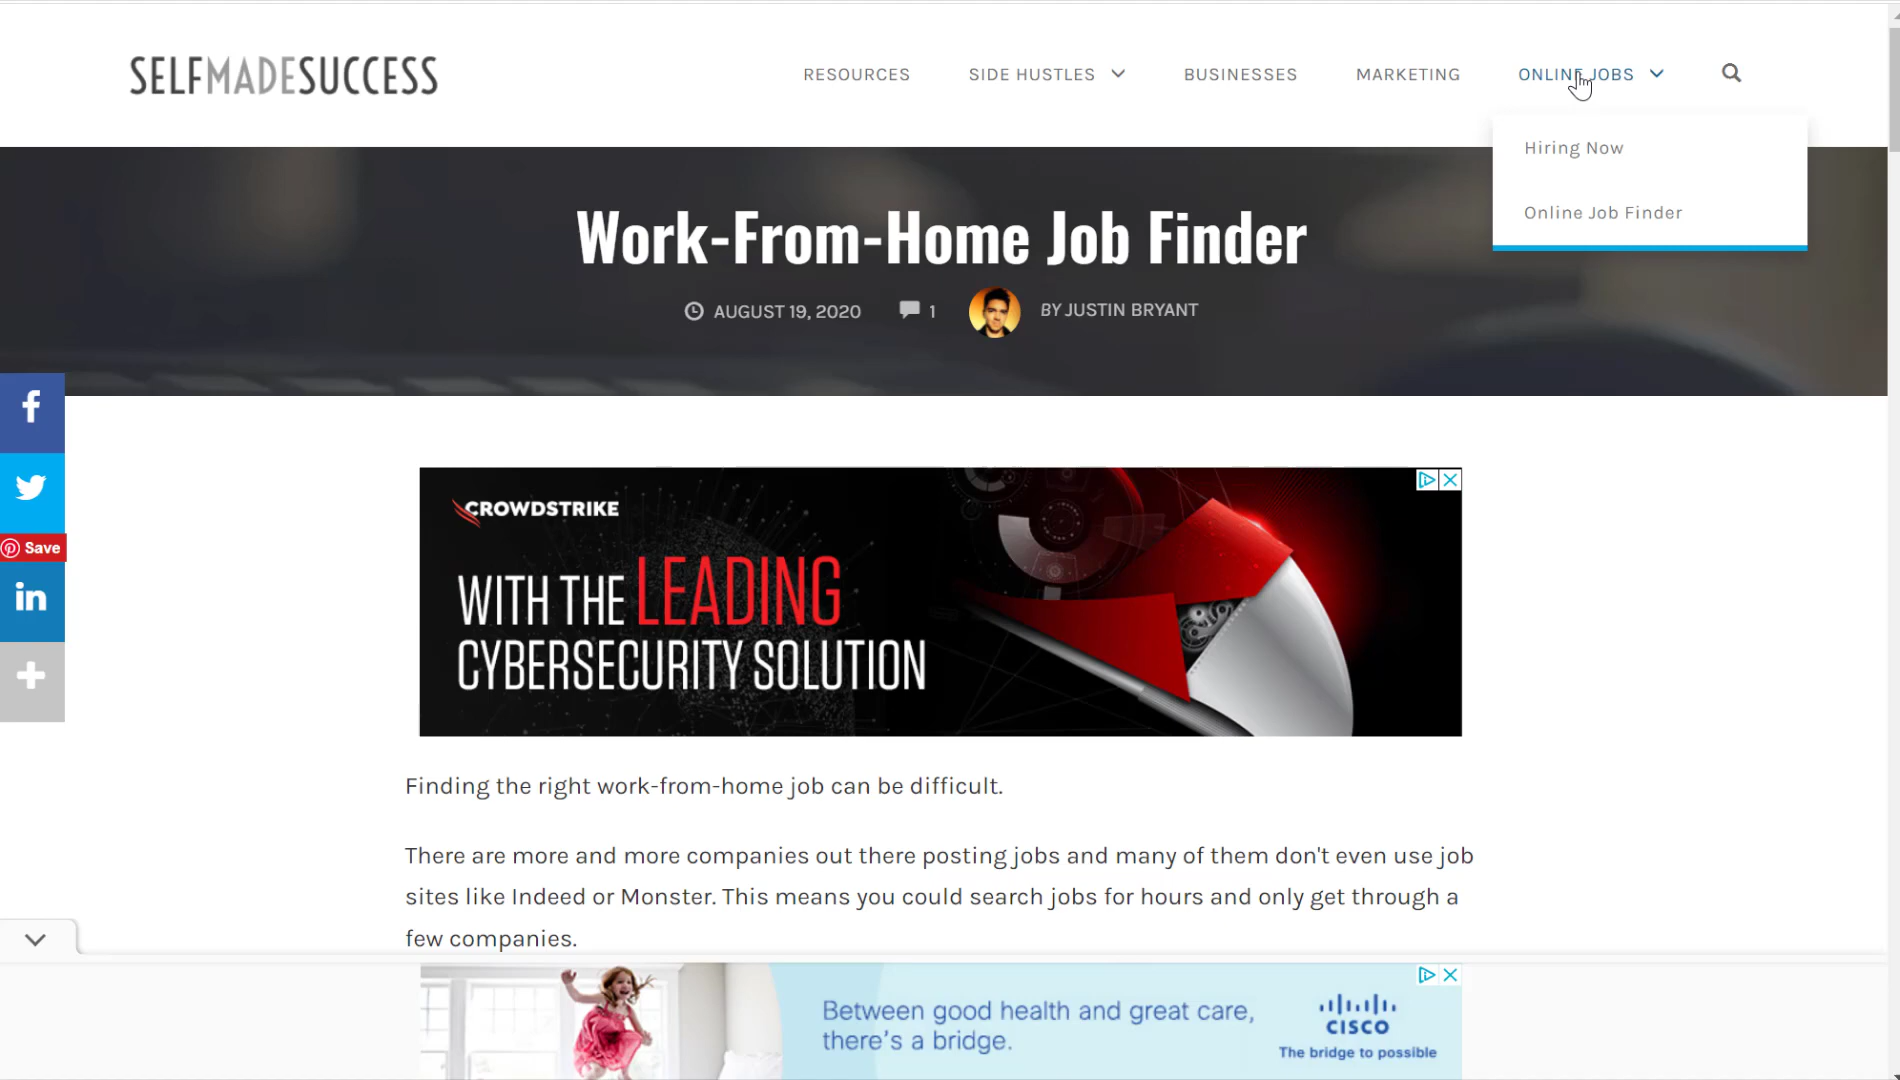 SELFMADESUCCESS
RESOURCES
SIDE HUSTLES
BUSINESSES
MARKETING
ONLINE JOBS
Hiring Now
Online Job Finder
Work-From-Home Job Finder
AUGUST 19, 2020
1
BY JUSTIN BRYANT
Save
in
CROWDSTRIKE
WITH THE LEADING
CYBERSECURITY SOLUTION
Finding the right work-from-home job can be difficult.
There are more and more companies out there posting jobs and many of them don't even use job
sites like Indeed or Monster. This means you could search jobs for hours and only get through a
few companies.
Between good health and great care,
there's a bridge.
CISCO
The bridge to possible